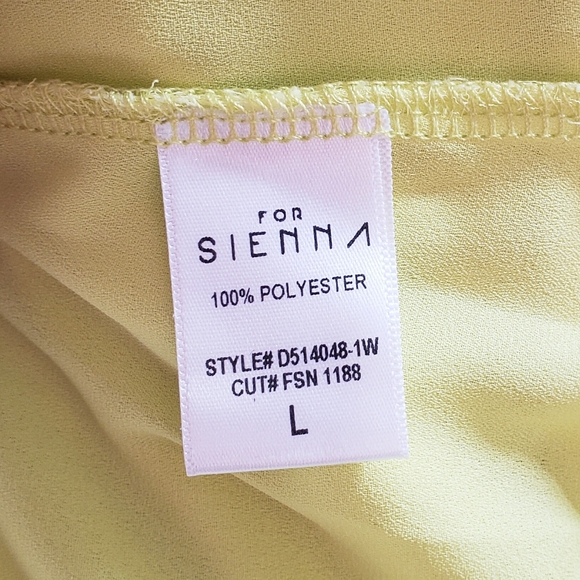 FOR
SIENNA
100% POLYESTER
STYLE# D514048-1W
CUT# FSN 1188
L